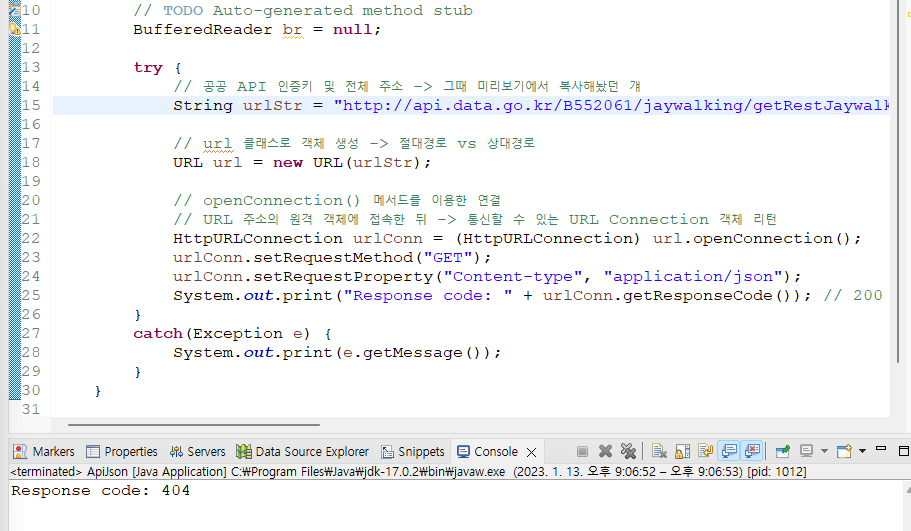 10 // TODO Auto-generated method stub
11 BufferedReader br = null;
12
13 try {
14 // 공공 API 인증키 및 전체 주소 -> 그때 미리보기에서 복사해놨던 걔
15 String urlStr = "http://api.data.go.kr/B552061/jaywalking/getRestJaywalk
16
17 // url 클래스로 객체 생성 -> 절대경로 vs 상대경로
18 URL url = new URL(urlStr);
19
20 // openConnection() 메서드를 이용한 연결
21 // URL 주소의 원격 객체에 접속한 뒤 -> 통신할 수 있는 URL Connection 객체 리턴
22 HttpURLConnection urlConn = (HttpURLConnection) url.openConnection();
23 urlConn.setRequestMethod("GET");
24 urlConn.setRequestProperty("Content-type", "application/json");
25 System.out.print("Response code: " + urlConn.getResponseCode()); // 200
26 }
27 catch(Exception e) {
28 System.out.print(e.getMessage());
29 }
30 }
31
Markers Properties Servers Data Source Explorer Snippets Console
<terminated> ApiJson [Java Application] C:₩Program Files₩Java₩jdk-17.0.2₩bin₩javaw.exe (2023. 1. 13. 오후 9:06:52 – 오후 9:06:53) [pid: 1012]
Response code: 404